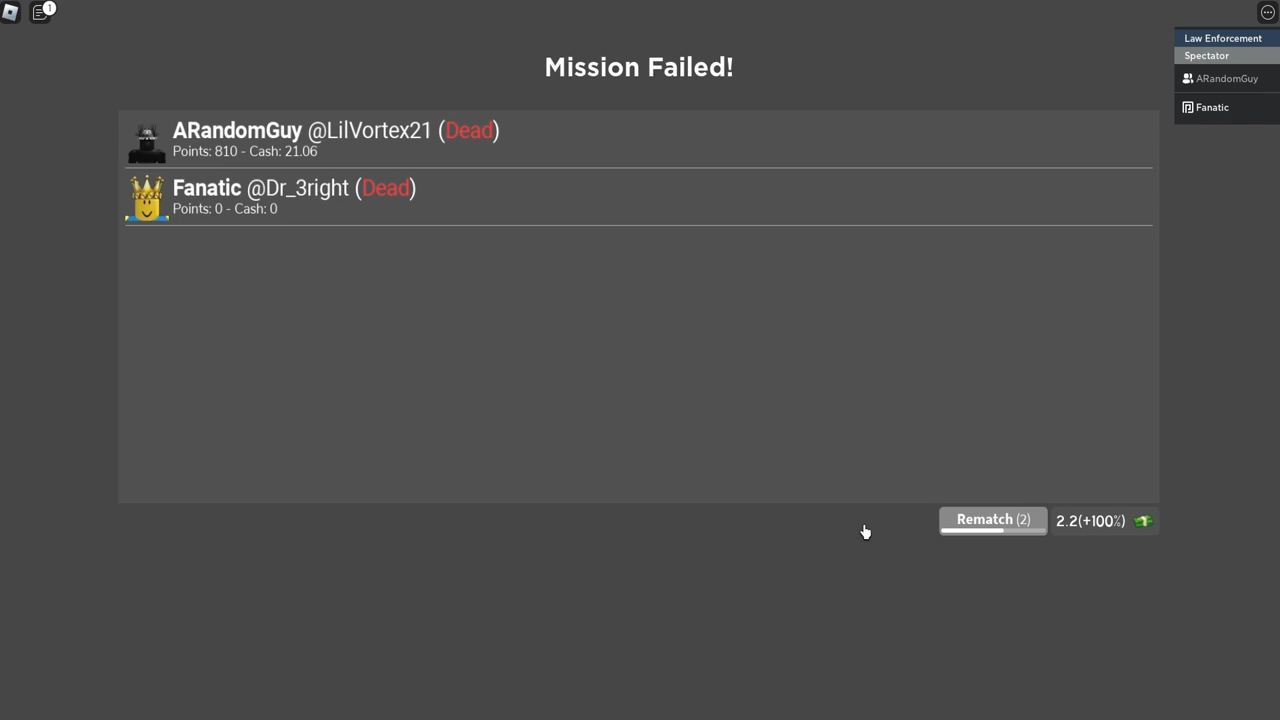 1
Law Enforcement
Spectator
ARandomGuy
Fanatic
Mission Failed!
ARandomGuy @LilVortex21 (Dead)
Points: 810 - Cash: 21.06
Fanatic @Dr_3right (Dead)
Points: 0 - Cash: 0
Rematch (2)
2.2(+100%)